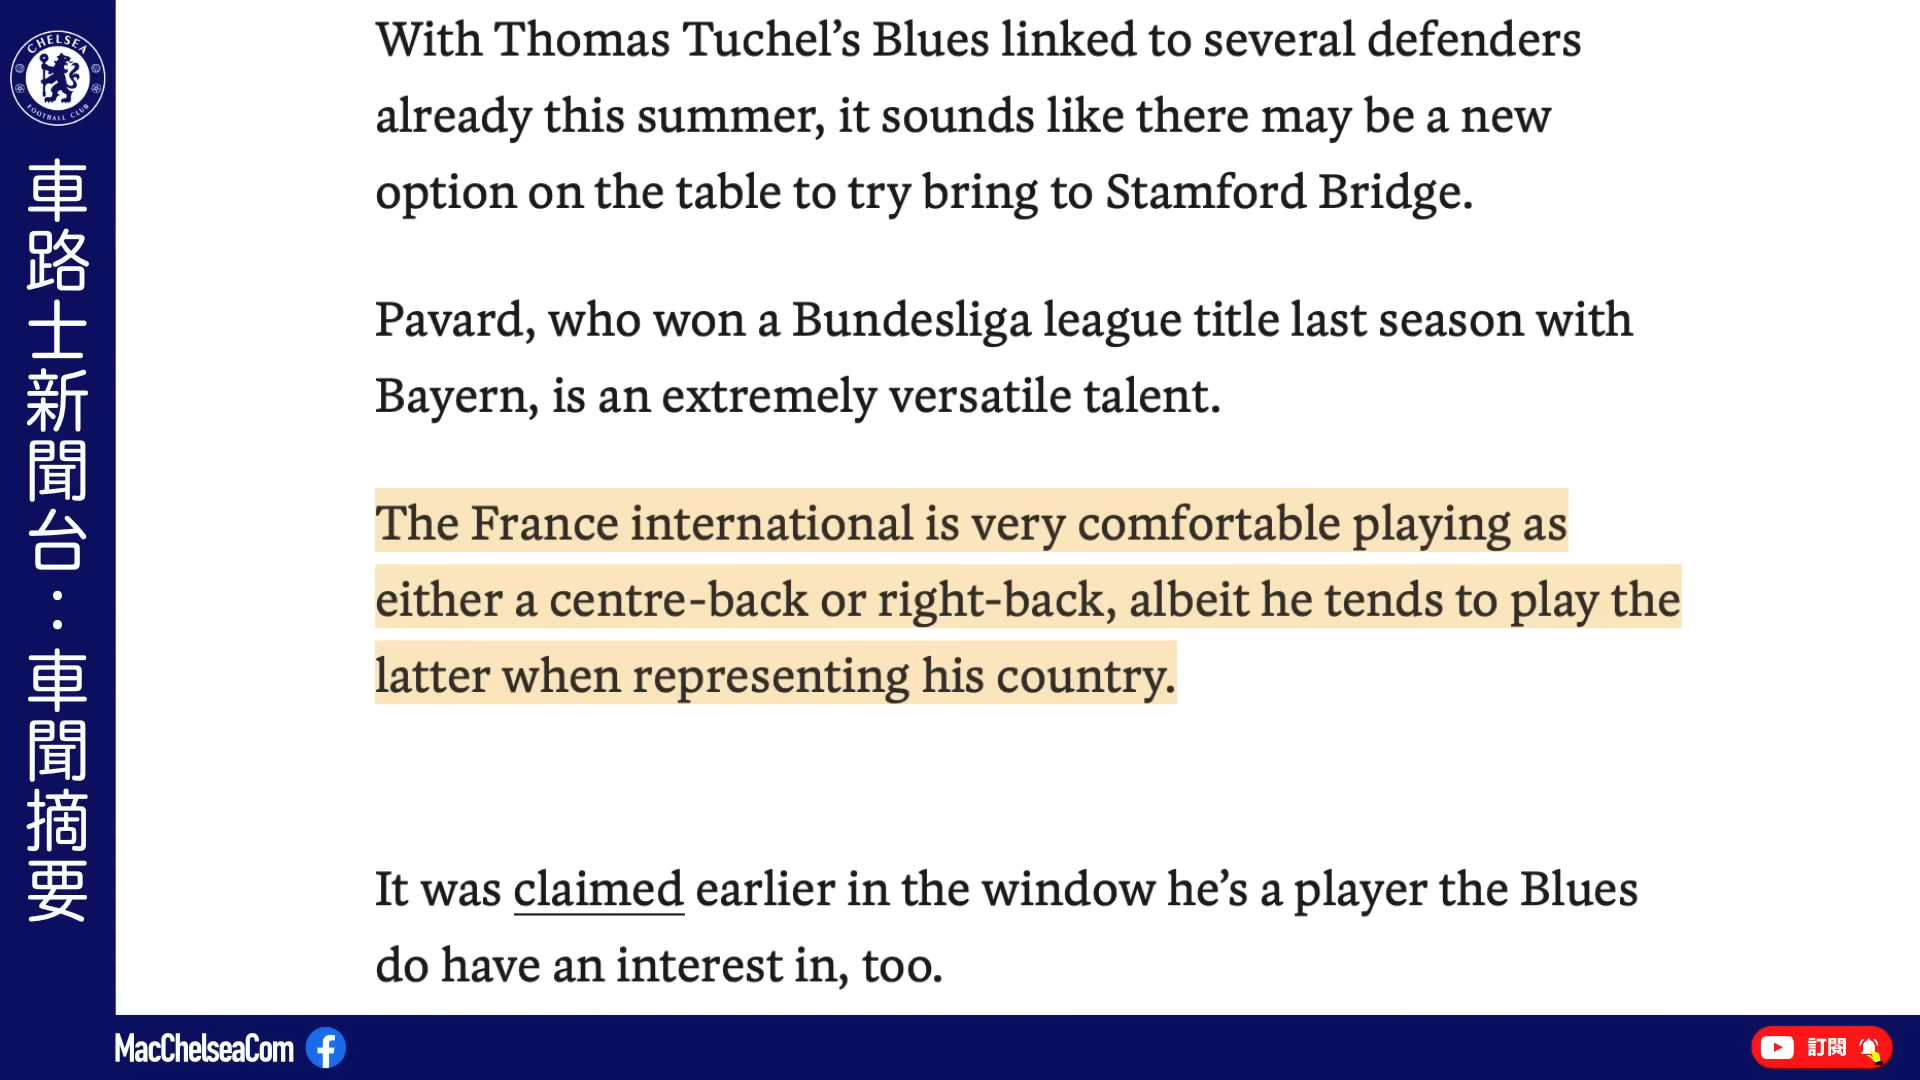 CHELSEA
FOOTBALL CLUB
車路士新聞台：車聞摘要
With Thomas Tuchel’s Blues linked to several defenders
already this summer, it sounds like there may be a new
option on the table to try bring to Stamford Bridge.
Pavard, who won a Bundesliga league title last season with
Bayern, is an extremely versatile talent.
The France international is very comfortable playing as
either a centre-back or right-back, albeit he tends to play the
latter when representing his country.
It was claimed earlier in the window he’s a player the Blues
do have an interest in, too.
MacChelseaCom
訂閱